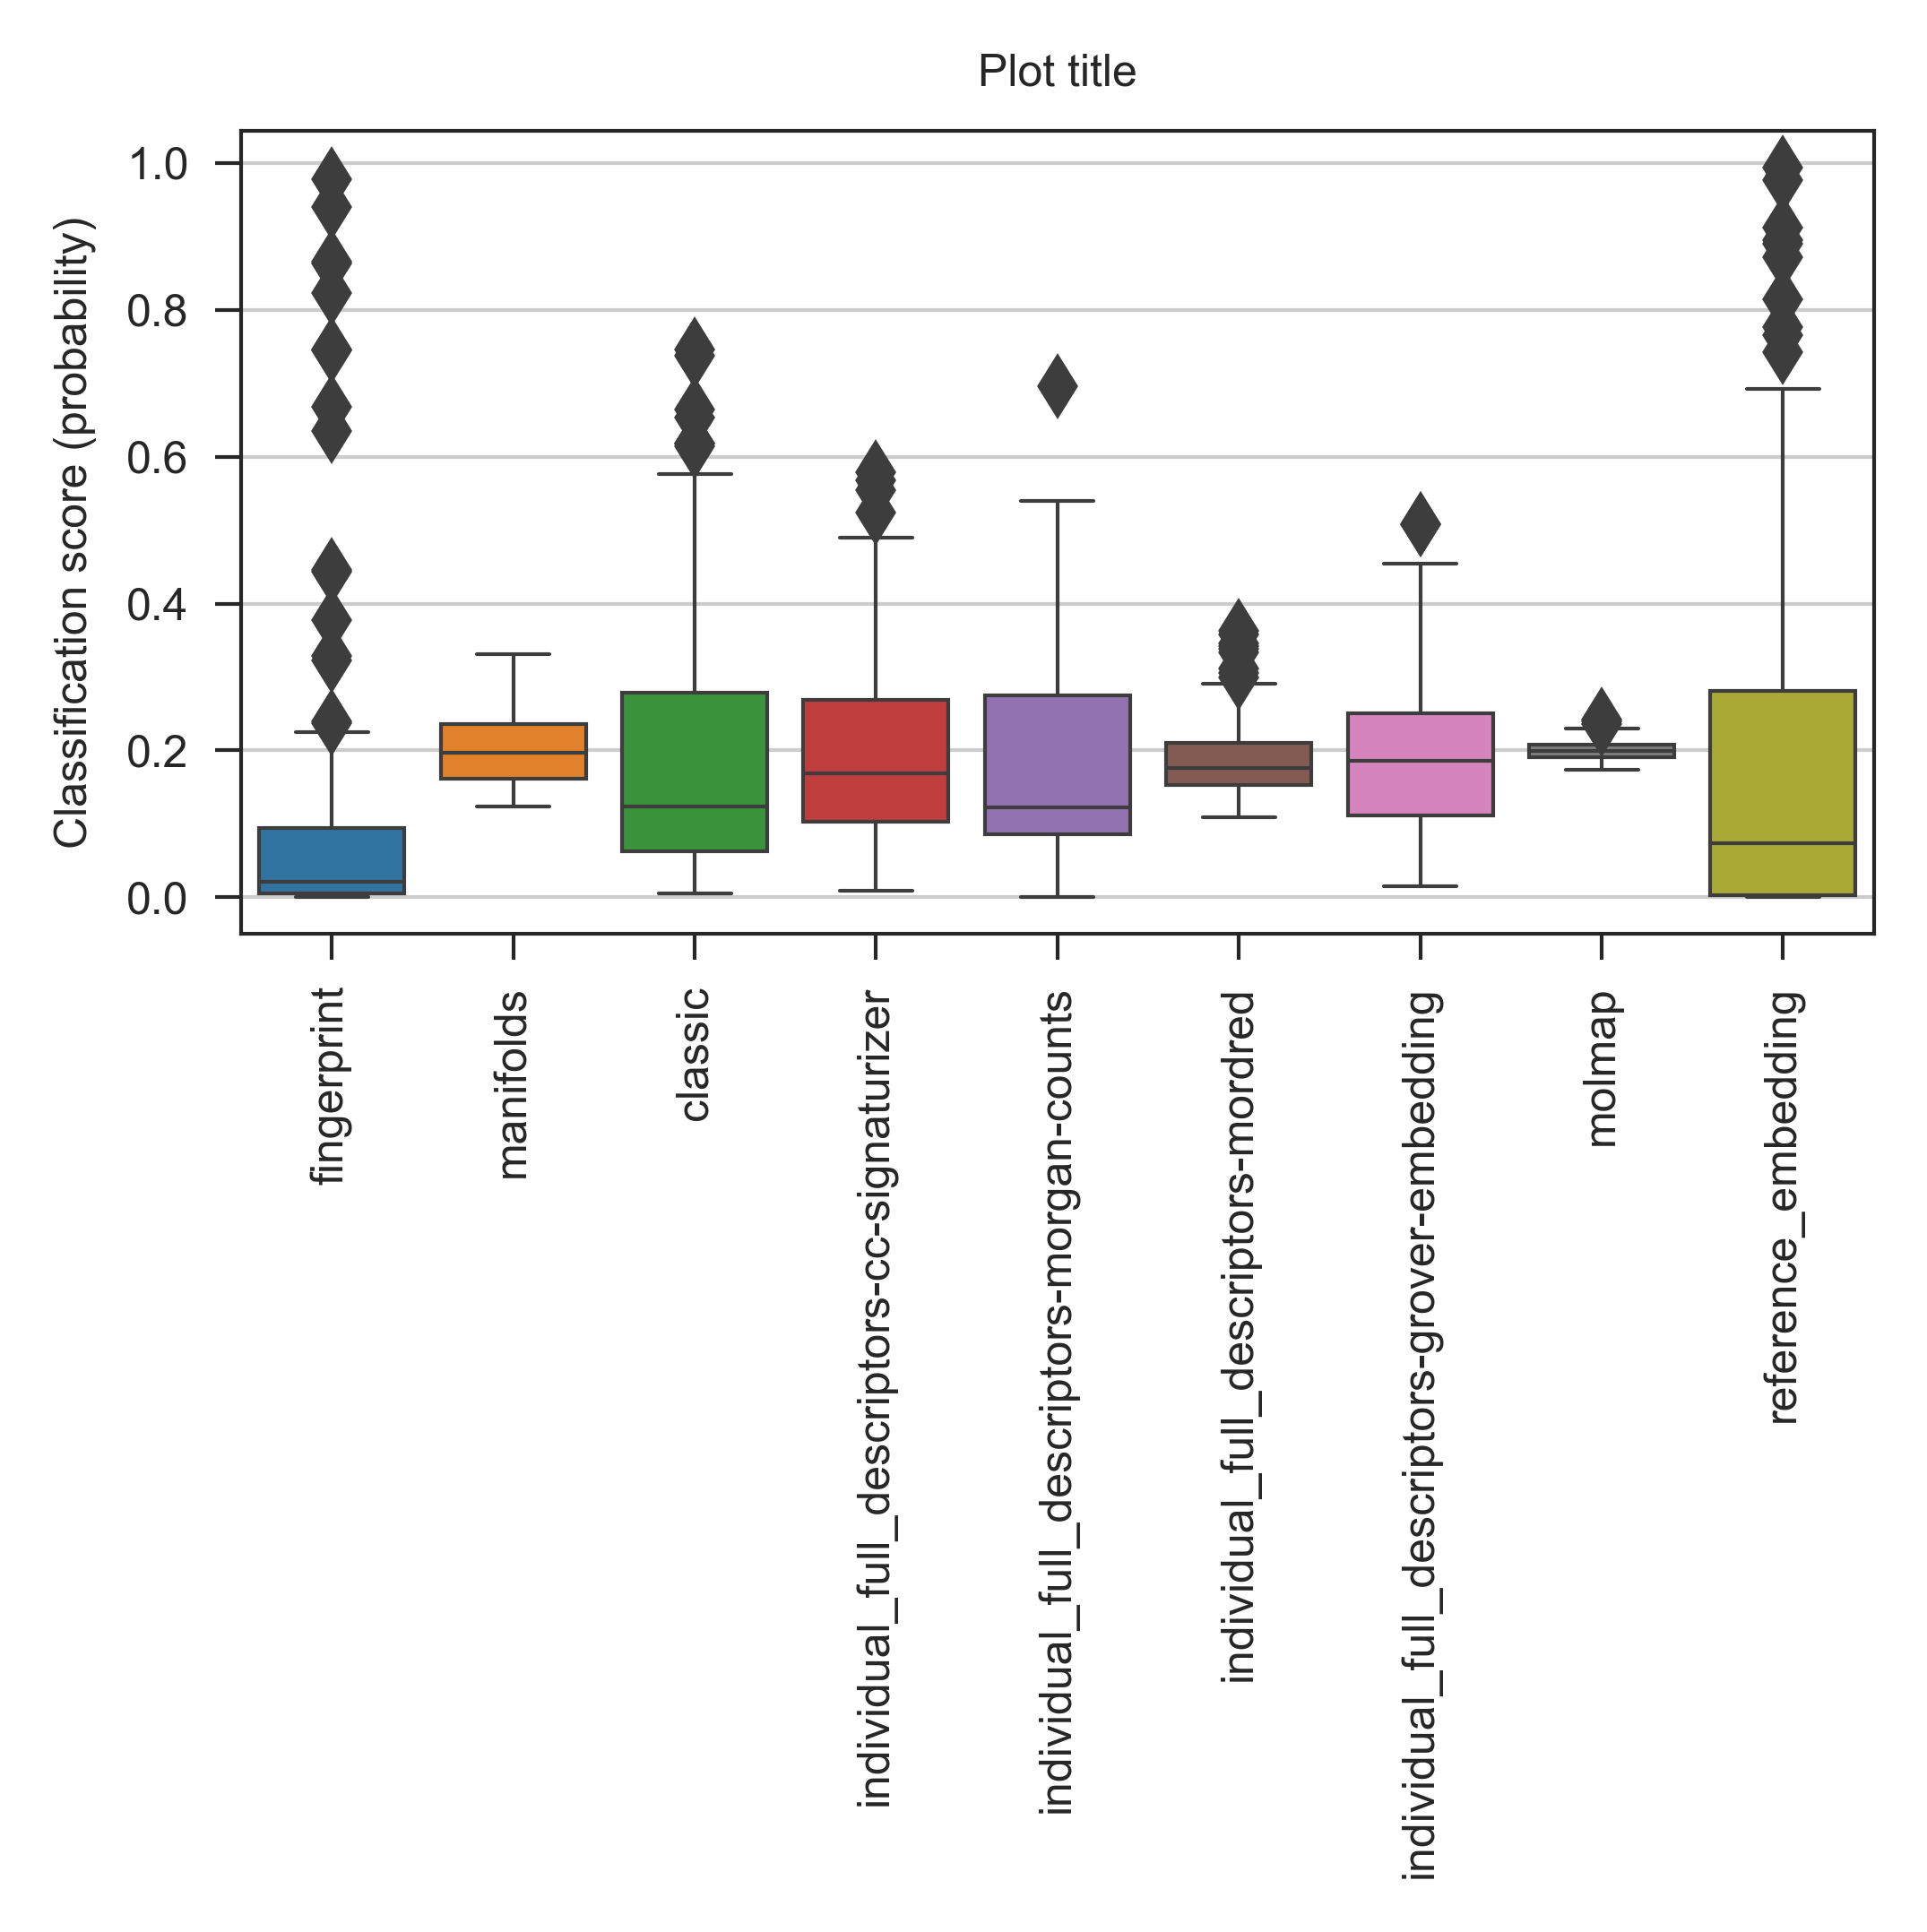 Plot title
Classification score (probability)
1.0
0.8
0.6
0.4
0.2
0.0
fingerprint
manifolds
classic
individual_full_descriptors-cc-signaturizer
individual_full_descriptors-morgan-counts
individual_full_descriptors-mordred
individual_full_descriptors-grover-embedding
molmap
reference_embedding